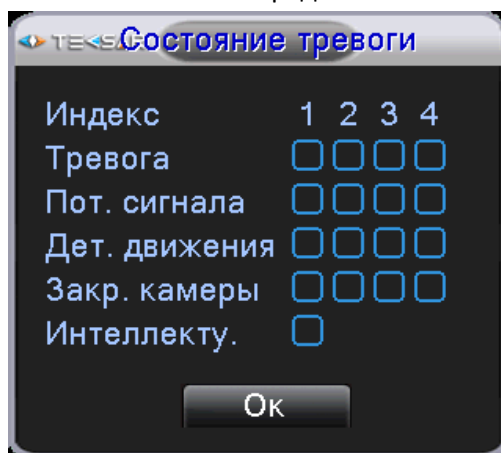 Состояние тревоги
Индекс 1 2 3 4
Тревога
Пот. сигнала
Дет. движения
Закр. камеры
Интеллекту.
Ок